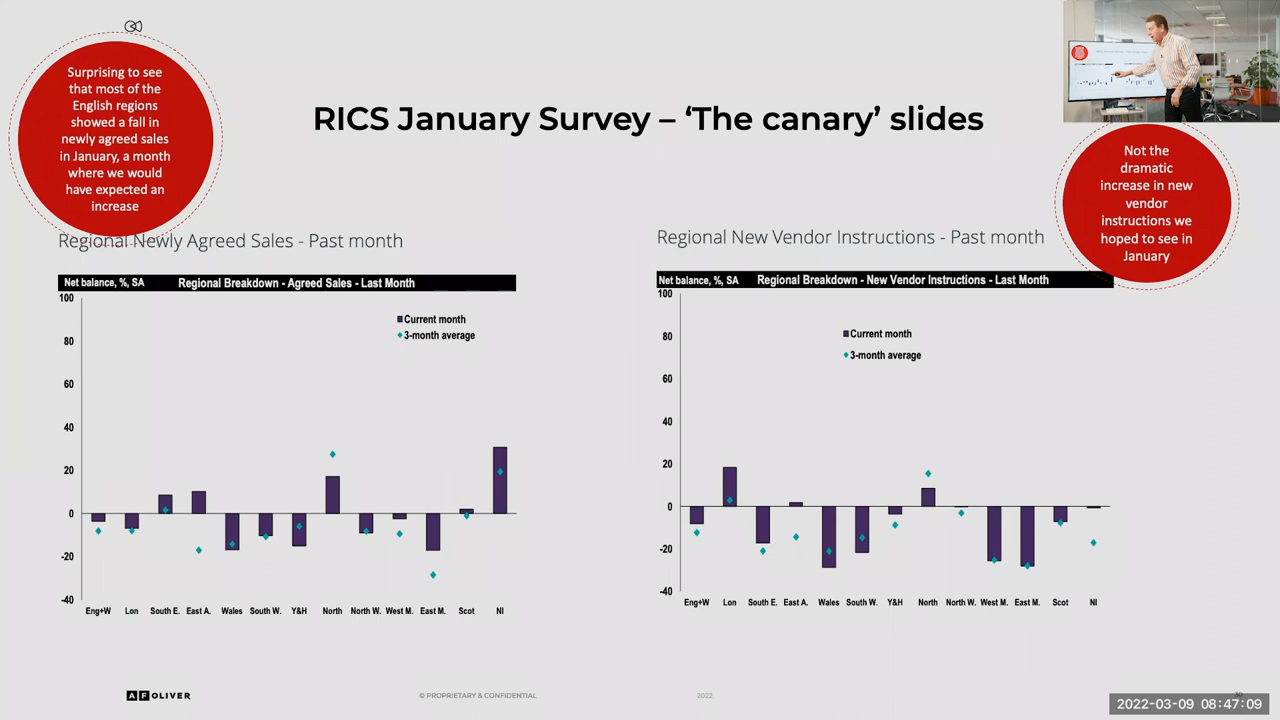 Surprising to see
that most of the
English regions
showed a fall in
newly agreed sales
in January, a month
where we would
have expected an
increase
RICS January Survey – ‘The canary’ slides
Not the
dramatic
increase in new
vendor
instructions we
hoped to see in
January
Regional Newly Agreed Sales - Past month
Net balance, %, SA Regional Breakdown - Agreed Sales - Last Month
100
80
60
40
20
0
-20
-40
Current month
3-month average
Eng+W Lon South E. East A. Wales South W. Y&H North North W. West M. East M. Scot NI
Regional New Vendor Instructions - Past month
Net balance, %, SA Regional Breakdown - New Vendor Instructions - Last Month
100
80
60
40
20
0
-20
-40
Current month
3-month average
Eng+W Lon South E. East A. Wales South W. Y&H North North W. West M. East M. Scot NI
AF OLIVER
© PROPRIETARY & CONFIDENTIAL
2022
2022-03-09 08:47:09